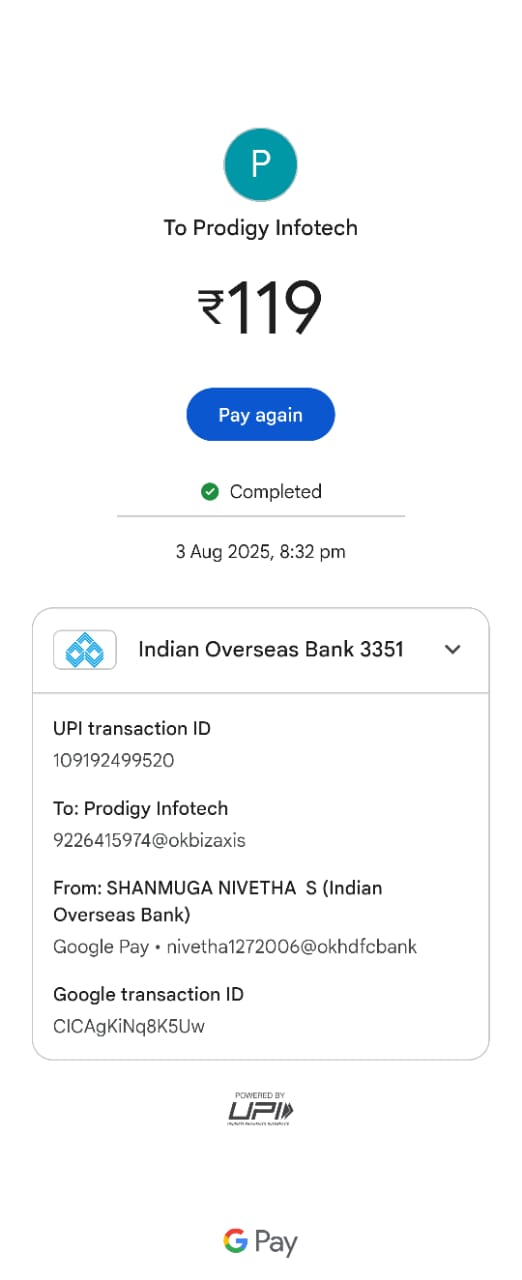 P
To Prodigy Infotech
₹119
Pay again
Completed
3 Aug 2025, 8:32 pm
Indian Overseas Bank 3351
UPI transaction ID
109192499520
To: Prodigy Infotech
9226415974@okbizaxis
From: SHANMUGA NIVETHA S (Indian
Overseas Bank)
Google Pay • nivetha1272006@okhdfcbank
Google transaction ID
CICAgKiNq8K5Uw
POWERED BY
UPI
G Pay